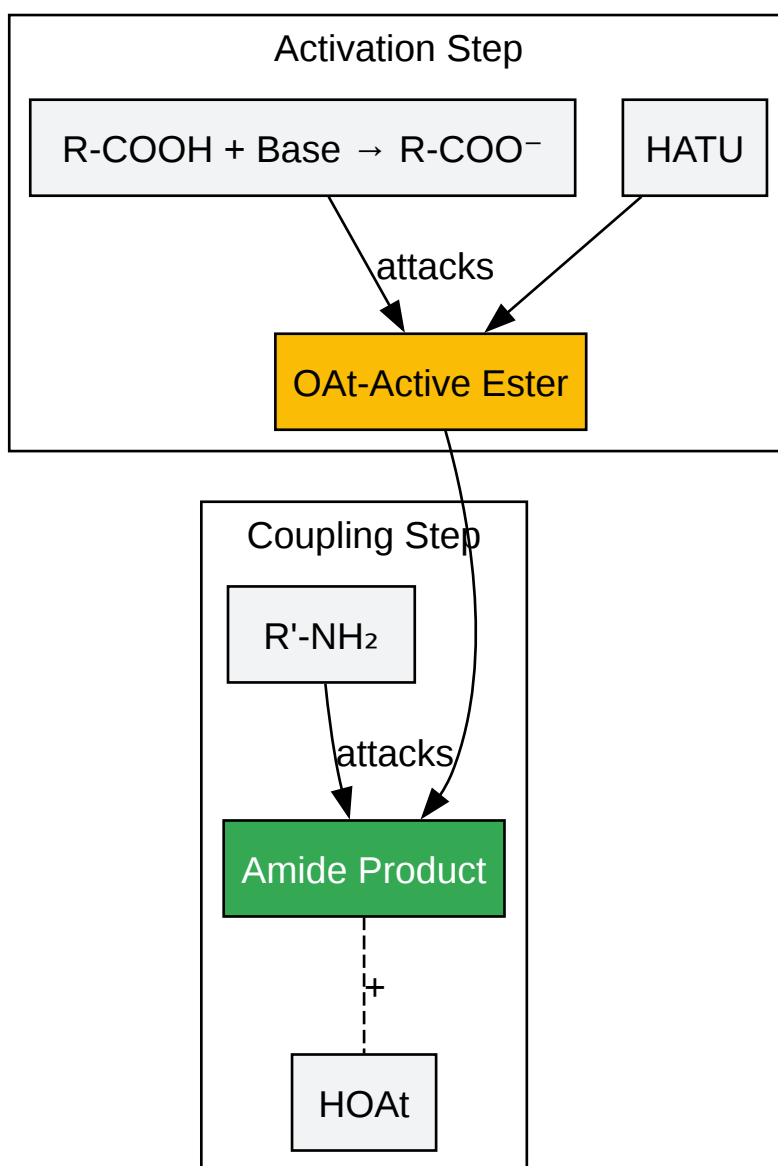 Activation Step
R-COOH + Base → R-COO⁻
HATU
attacks
OAt-Active Ester
Coupling Step
R'-NH₂
attacks
Amide Product
+
HOAt